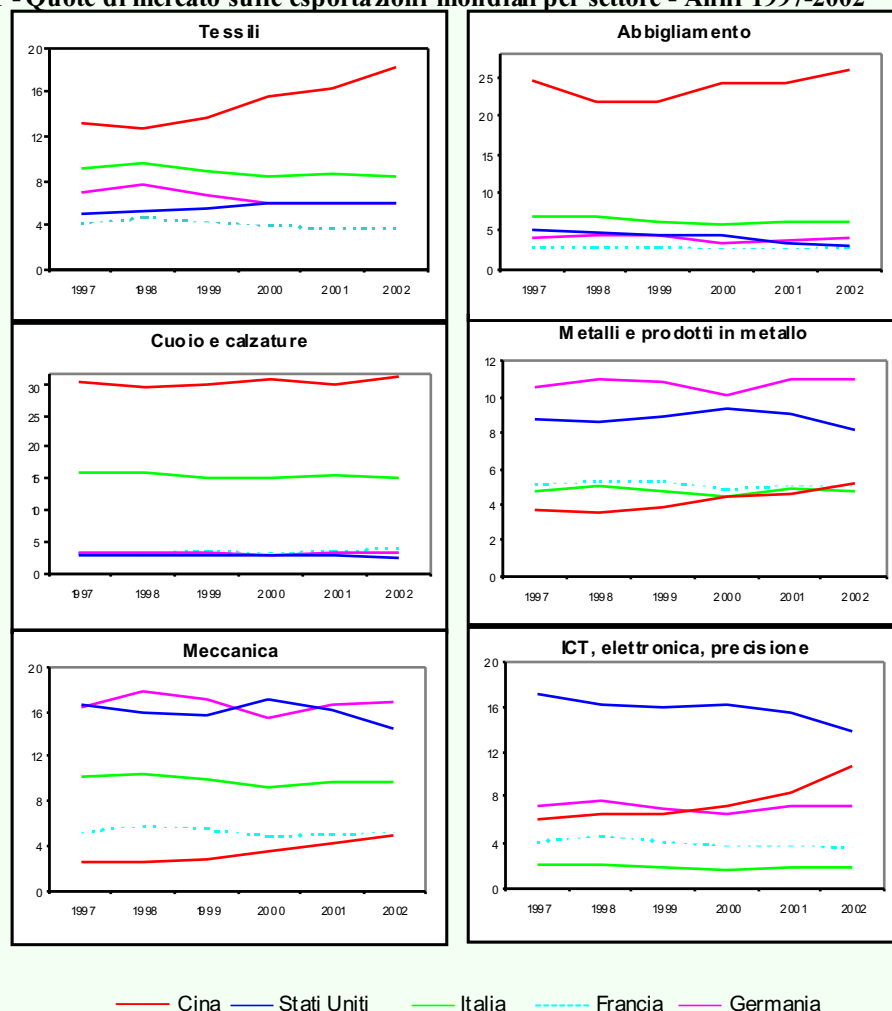 - Quote di mercato sulle esportazioni mondiali per settore - Anni 1997-2002
Tessili
20
16
12
8
4
0
1997 1998 1999 2000 2001 2002
Abbigliamento
25
20
15
10
5
0
1997 1998 1999 2000 2001 2002
Cuoio e calzature
30
25
20
15
10
5
0
1997 1998 1999 2000 2001 2002
Metalli e prodotti in metallo
12
10
8
6
4
2
0
1997 1998 1999 2000 2001 2002
Meccanica
20
16
12
8
4
0
1997 1998 1999 2000 2001 2002
ICT, elettronica, precisione
20
16
12
8
4
0
1997 1998 1999 2000 2001 2002
Cina Stati Uniti Italia Francia Germania